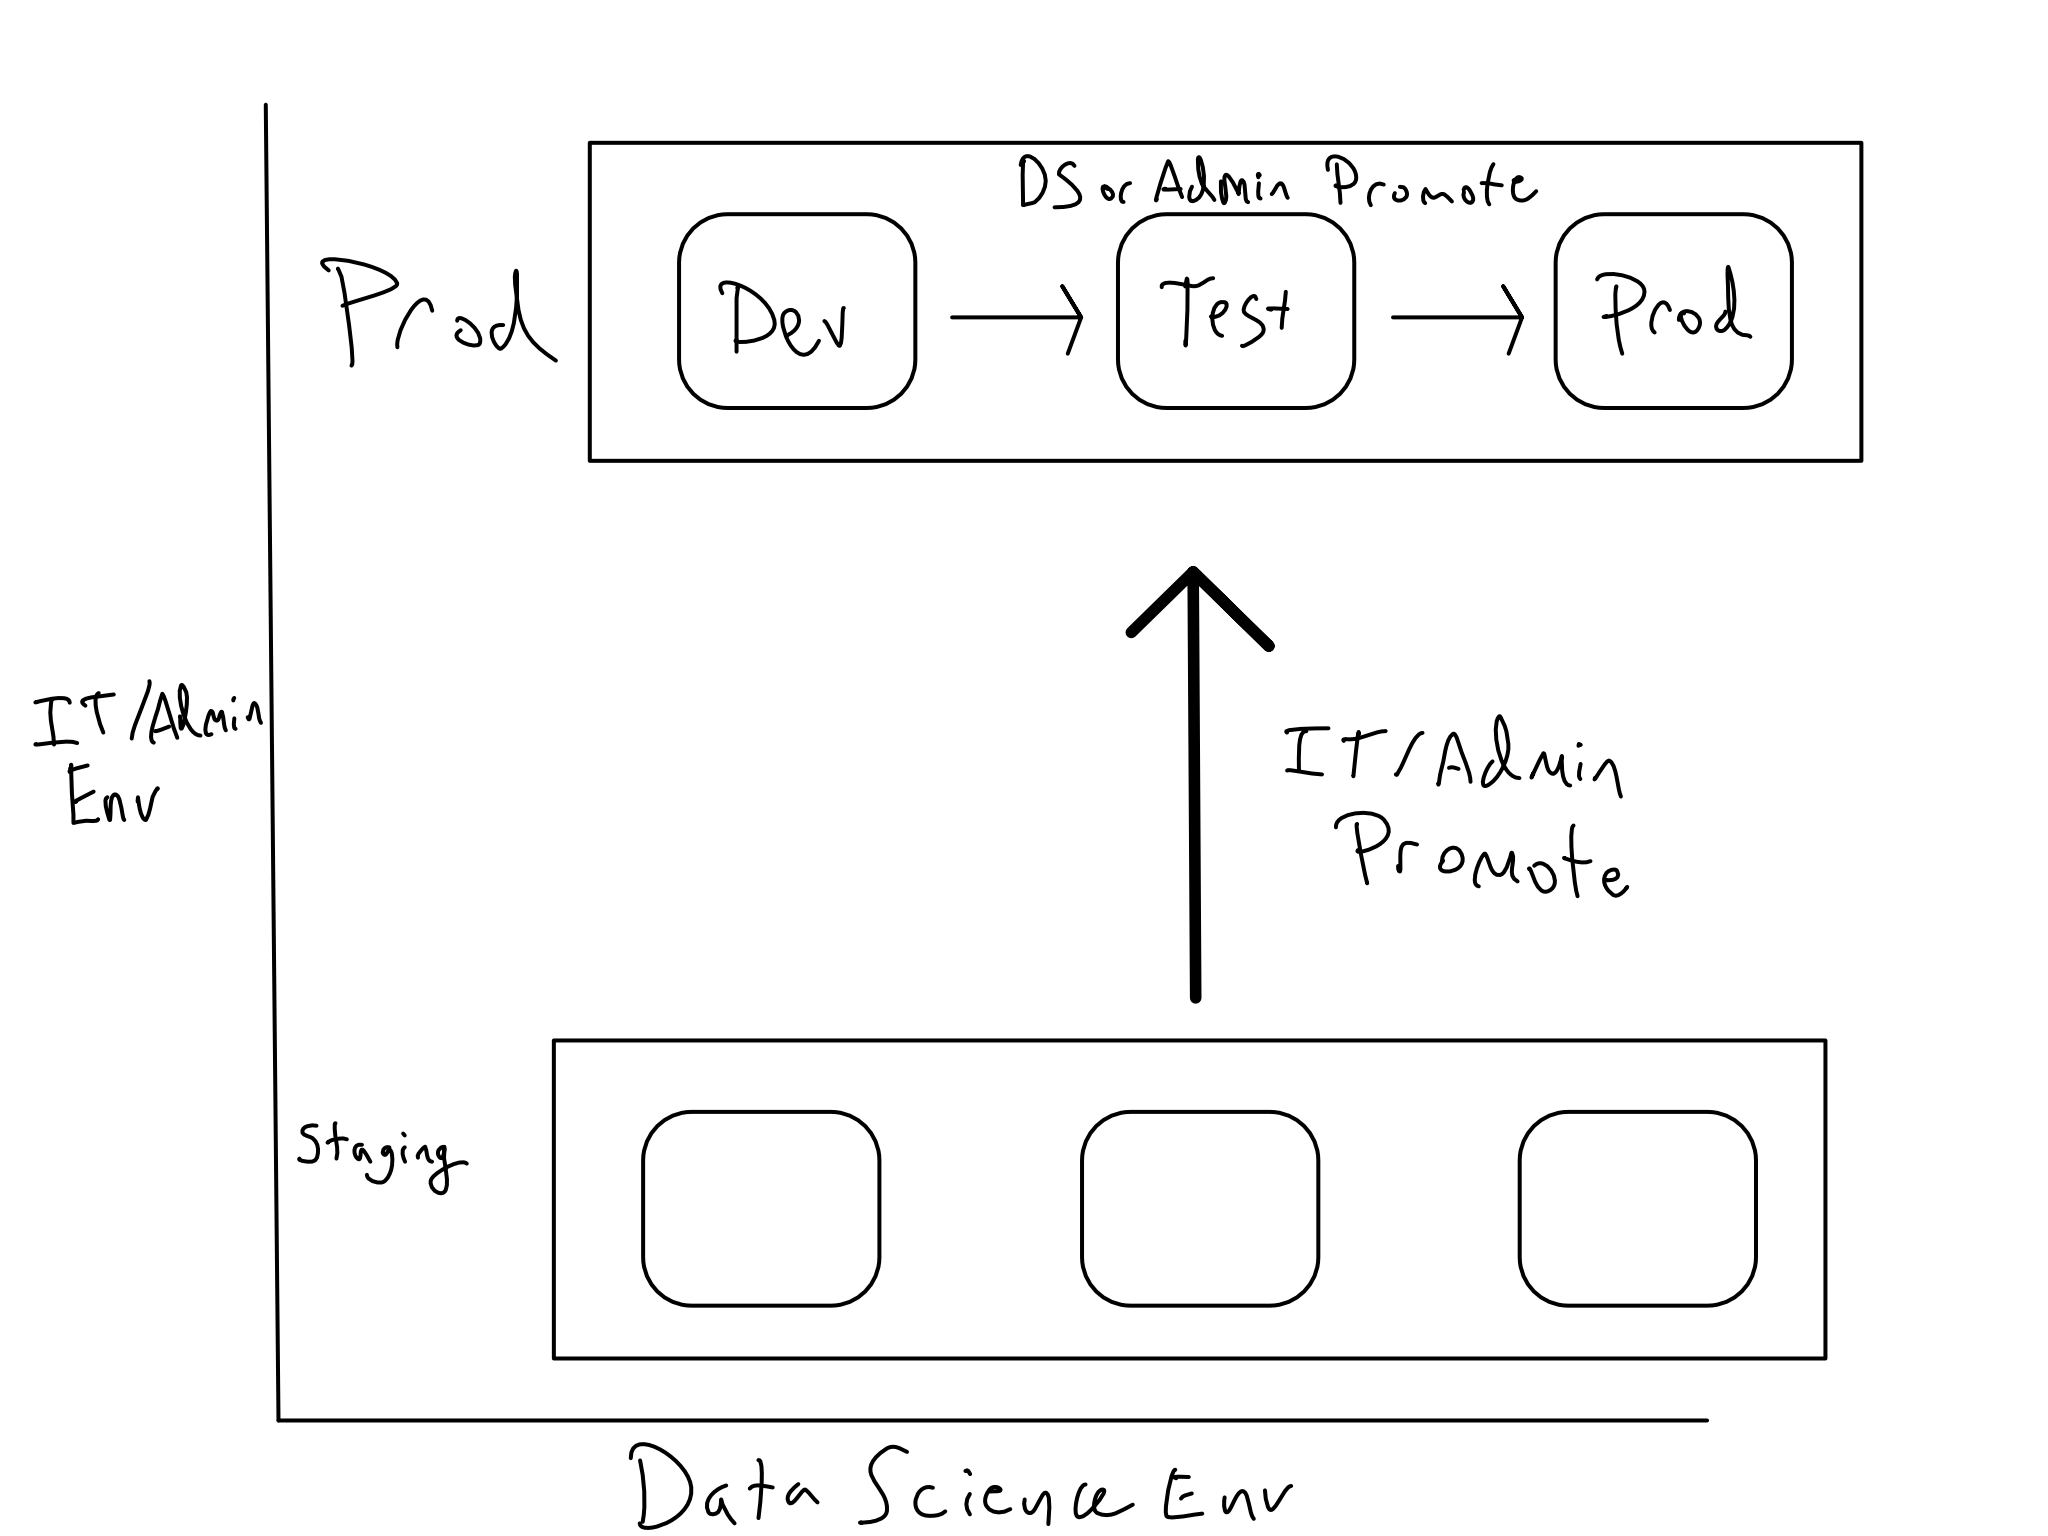 DS or Admin Promote
Prod
Dev
Test
Prod
IT/Admin
Env
IT/Admin
Promote
Staging
Data Science Env